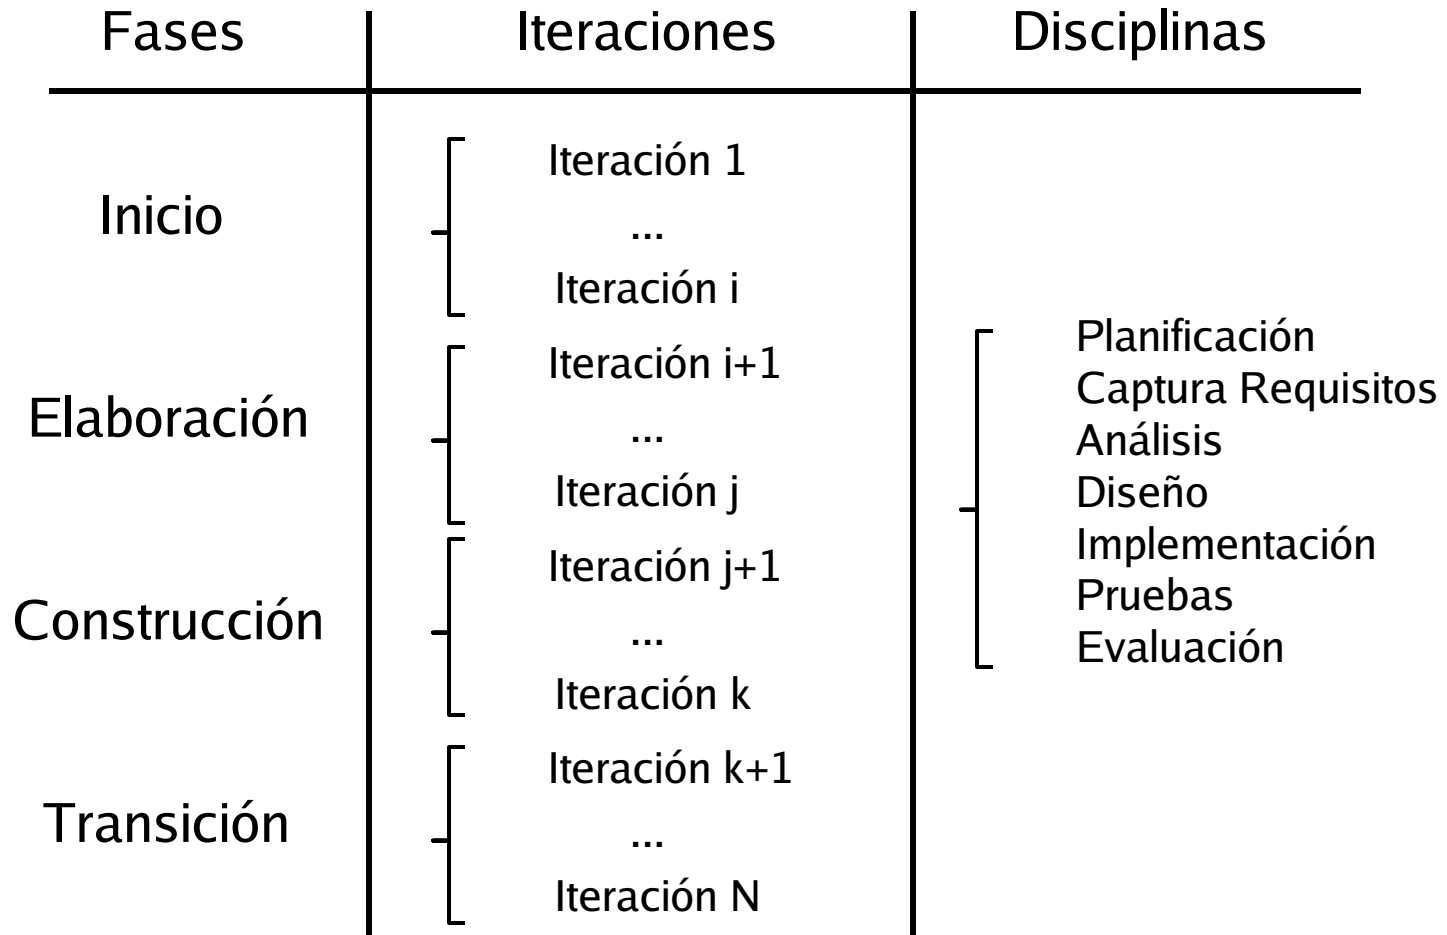 Fases Iteraciones Disciplinas
Inicio
Iteración 1
...
Iteración i
Elaboración
Iteración i+1
...
Iteración j
Construcción
Iteración j+1
...
Iteración k
Transición
Iteración k+1
...
Iteración N
Planificación
Captura Requisitos
Análisis
Diseño
Implementación
Pruebas
Evaluación